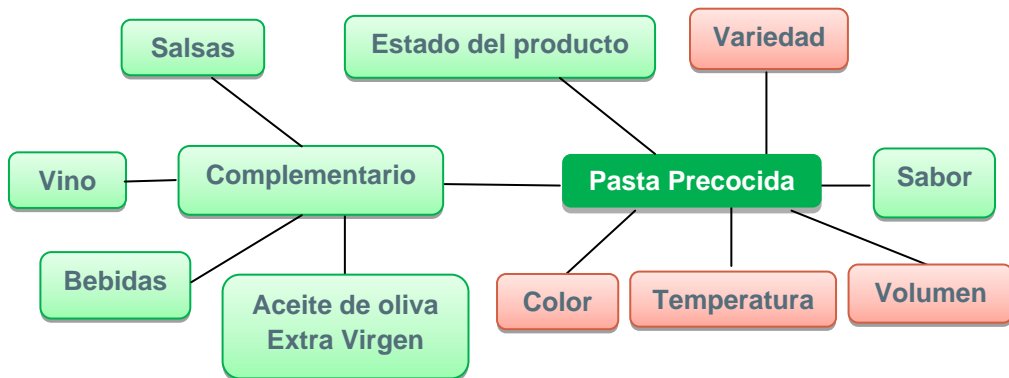 Salsas
Estado del producto
Variedad
Vino
Complementario
Pasta Precocida
Sabor
Bebidas
Aceite de oliva
Extra Virgen
Color
Temperatura
Volumen